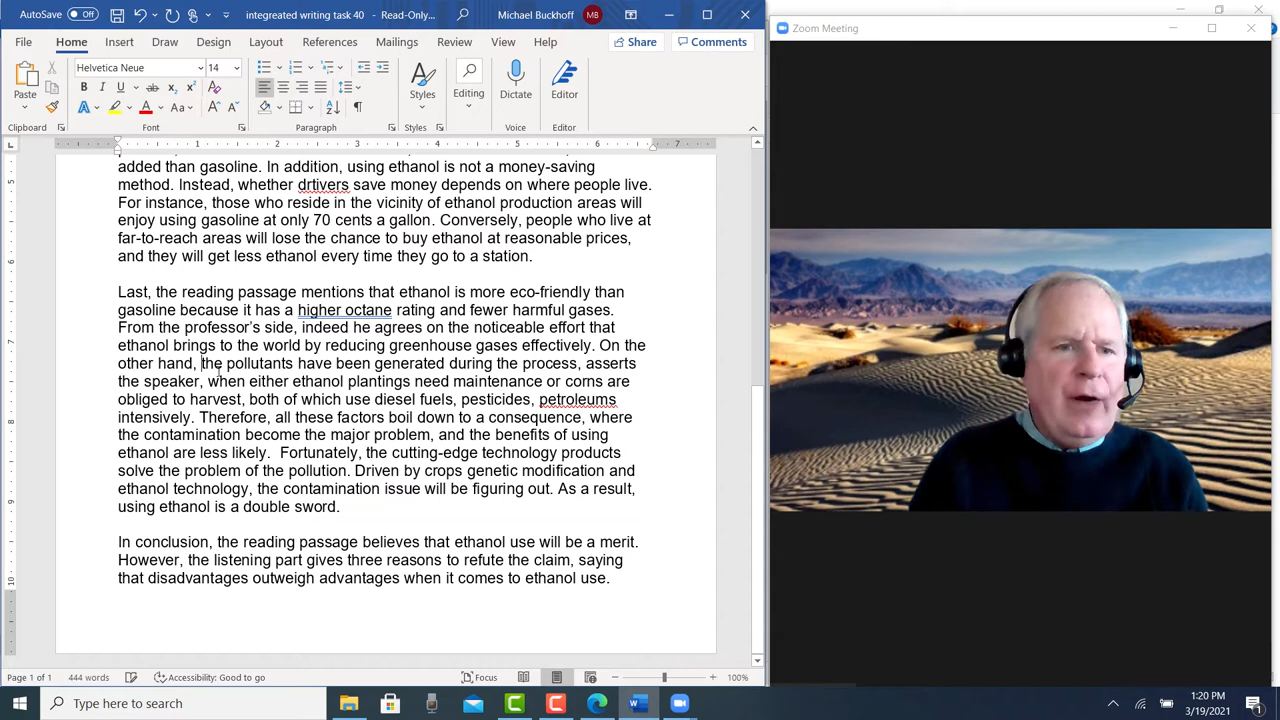 AutoSave Off integrated writing task 40 - Read-Only... Michael Buckhoff MB
Zoom Meeting
File Home Insert Draw Design Layout References Mailings Review View Help Share Comments
Helvetica Neue 14
Paste Styles Editing Dictate Editor
Clipboard Font Paragraph Styles Voice Editor
added than gasoline. In addition, using ethanol is not a money-saving
method. Instead, whether drtivers save money depends on where people live.
For instance, those who reside in the vicinity of ethanol production areas will
enjoy using gasoline at only 70 cents a gallon. Conversely, people who live at
far-to-reach areas will lose the chance to buy ethanol at reasonable prices,
and they will get less ethanol every time they go to a station.
Last, the reading passage mentions that ethanol is more eco-friendly than
gasoline because it has a higher octane rating and fewer harmful gases.
From the professor's side, indeed he agrees on the noticeable effort that
ethanol brings to the world by reducing greenhouse gases effectively. On the
other hand, the pollutants have been generated during the process, asserts
the speaker, when either ethanol plantings need maintenance or corns are
obliged to harvest, both of which use diesel fuels, pesticides, petroleums
intensively. Therefore, all these factors boil down to a consequence, where
the contamination become the major problem, and the benefits of using
ethanol are less likely.  Fortunately, the cutting-edge technology products
solve the problem of the pollution. Driven by crops genetic modification and
ethanol technology, the contamination issue will be figuring out. As a result,
using ethanol is a double sword.
In conclusion, the reading passage believes that ethanol use will be a merit.
However, the listening part gives three reasons to refute the claim, saying
that disadvantages outweigh advantages when it comes to ethanol use.
Page 1 of 1 444 words Accessibility: Good to go Focus 100%
Type here to search
1:20 PM
3/19/2021